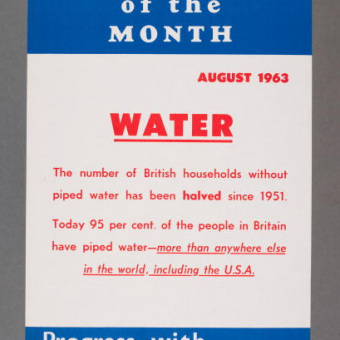 of the
MONTH
AUGUST 1963
WATER
The number of British households without
piped water has been halved since 1951.
Today 95 per cent. of the people in Britain
have piped water—more than anywhere else
in the world, including the U.S.A.
Progress with